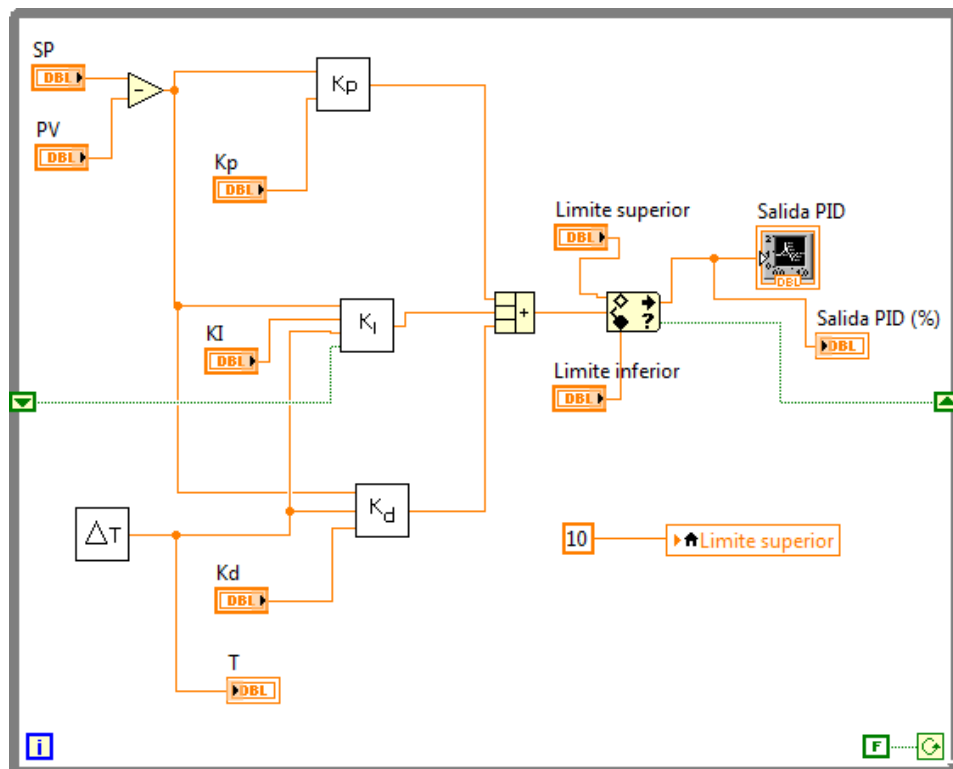 SP
DBL
PV
DBL
-
Kp
Kp
DBL
Limite superior
DBL
Salida PID
DBL
KI
DBL
KI
+
?
Salida PID (%)
DBL
Limite inferior
DBL
Kd
ΔT
10
Limite superior
Kd
DBL
T
DBL
i
F